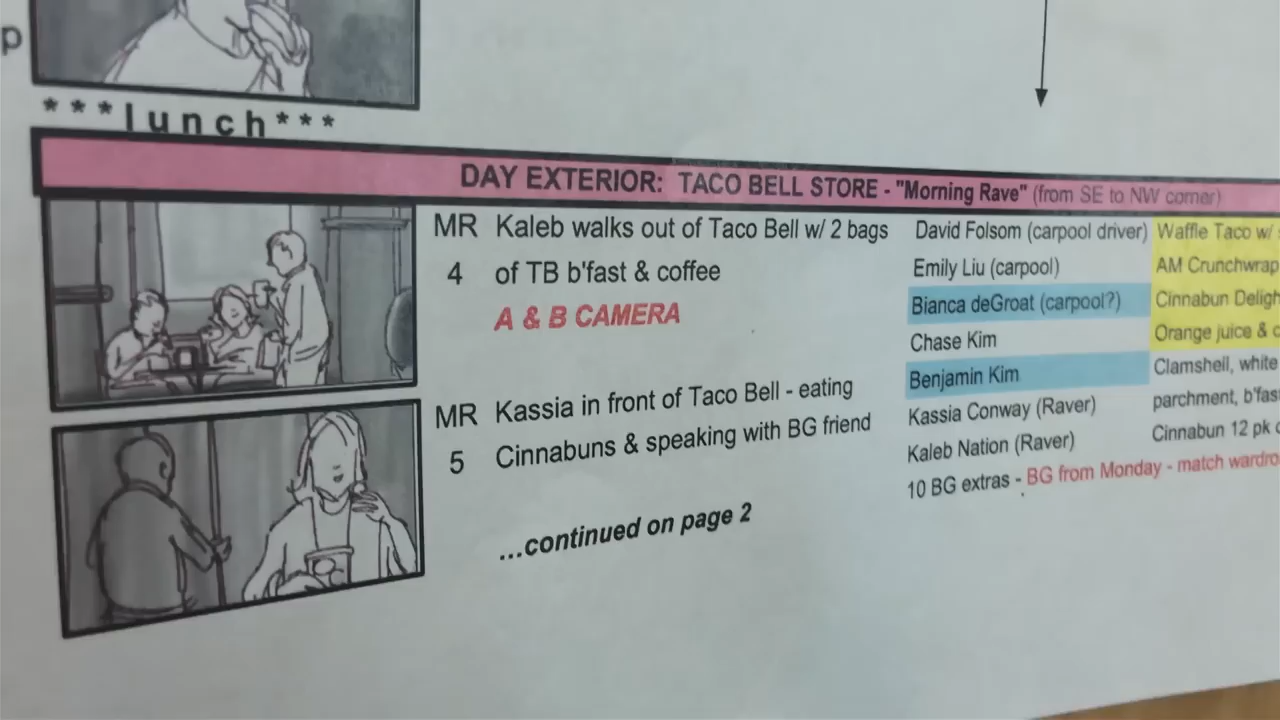 p
***lunch***
DAY EXTERIOR: TACO BELL STORE - "Morning Rave" (from SE to NW corner)
MR Kaleb walks out of Taco Bell w/ 2 bags
4 of TB b'fast & coffee
A & B CAMERA
MR Kassia in front of Taco Bell - eating
5 Cinnabuns & speaking with BG friend
...continued on page 2
David Folsom (carpool driver)
Emily Liu (carpool)
Bianca deGroat (carpool?)
Chase Kim
Benjamin Kim
Kassia Conway (Raver)
Kaleb Nation (Raver)
10 BG extras - BG from Monday - match wardro
Waffle Taco w/
AM Crunchwrap
Cinnabun Deligh
Orange juice & c
Clamshell, white
parchment, b'fas
Cinnabun 12 pk